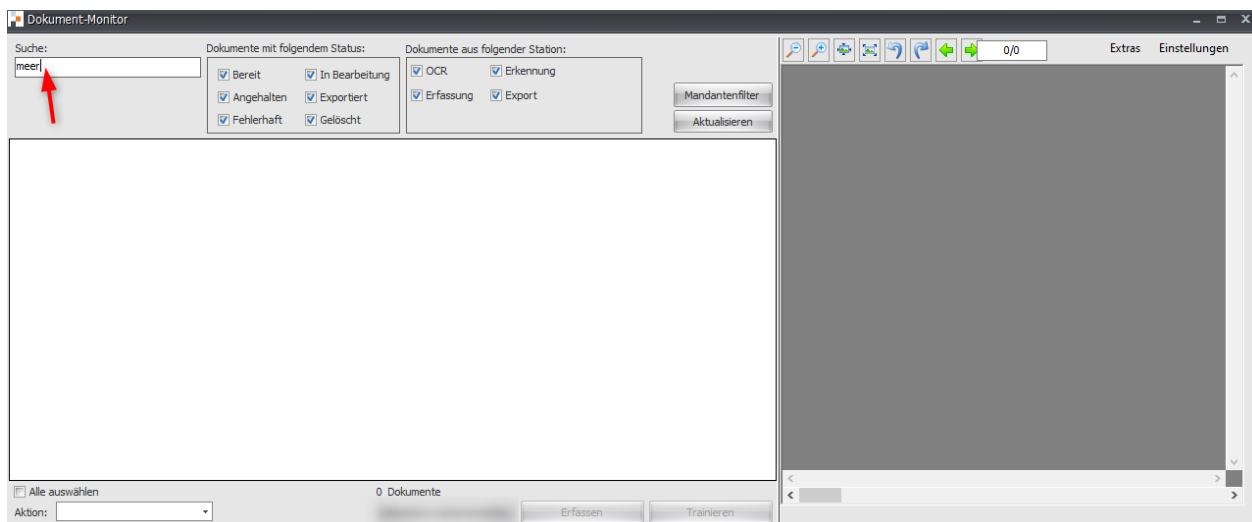 Dokument-Monitor
Suche:
meer
Dokumente mit folgendem Status:
Bereit
In Bearbeitung
Angehalten
Exportiert
Fehlerhaft
Gelöscht
Dokumente aus folgender Station:
OCR
Erkennung
Erfassung
Export
Mandantenfilter
Aktualisieren
0/0
Extras
Einstellungen
Alle auswählen
0 Dokumente
Aktion:
Erfassen
Trainieren